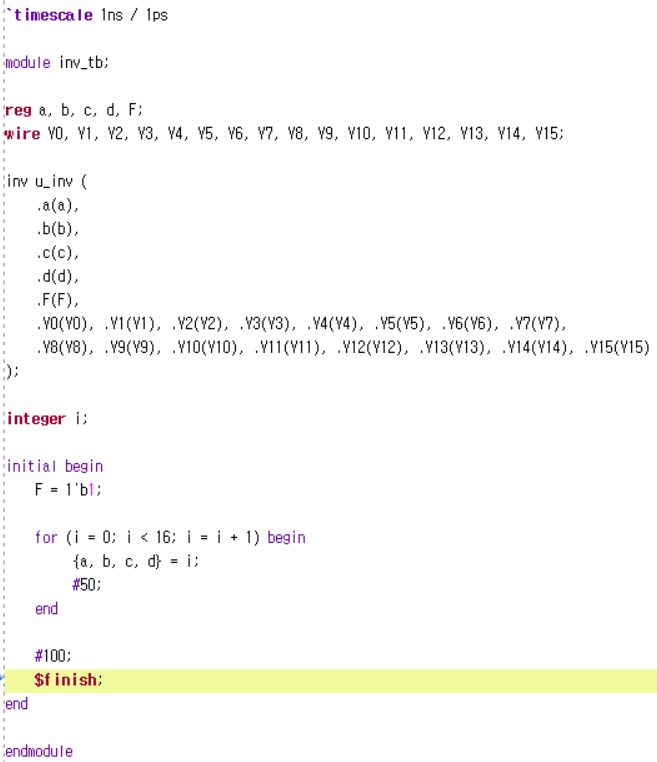 `timescale 1ns / 1ps
module inv_tb;
reg a, b, c, d, F;
wire Y0, Y1, Y2, Y3, Y4, Y5, Y6, Y7, Y8, Y9, Y10, Y11, Y12, Y13, Y14, Y15;
inv u_inv (
.a(a),
.b(b),
.c(c),
.d(d),
.F(F),
.Y0(Y0), .Y1(Y1), .Y2(Y2), .Y3(Y3), .Y4(Y4), .Y5(Y5), .Y6(Y6), .Y7(Y7),
.Y8(Y8), .Y9(Y9), .Y10(Y10), .Y11(Y11), .Y12(Y12), .Y13(Y13), .Y14(Y14), .Y15(Y15)
);
integer i;
initial begin
F = 1'b1;
for (i = 0; i < 16; i = i + 1) begin
{a, b, c, d} = i;
#50;
end
#100;
$finish;
end
endmodule